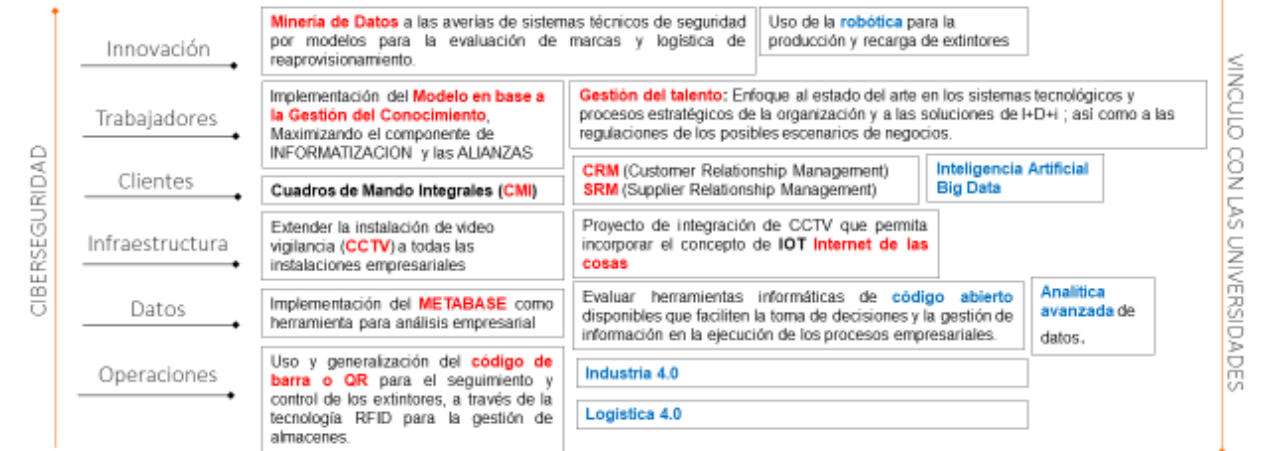 CIBERSEGURIDAD
Innovación
Minería de Datos a las averías de sistemas técnicos de seguridad
por modelos para la evaluación de marcas y logística de
reaprovisionamiento.
Uso de la robótica para la
producción y recarga de extintores
Trabajadores
Implementación del Modelo en base a
la Gestión del Conocimiento,
Maximizando el componente de
INFORMATIZACION y las ALIANZAS
Gestión del talento: Enfoque al estado del arte en los sistemas tecnológicos y
procesos estratégicos de la organización y a las soluciones de I+D+i ; así como a las
regulaciones de los posibles escenarios de negocios.
Clientes
Cuadros de Mando Integrales (CMI)
CRM (Customer Relationship Management)
SRM (Supplier Relationship Management)
Inteligencia Artificial
Big Data
Infraestructura
Extender la instalación de video
vigilancia (CCTV) a todas las
instalaciones empresariales
Proyecto de integración de CCTV que permita
incorporar el concepto de IOT Internet de las
cosas
Datos
Implementación del METABASE como
herramienta para análisis empresarial
Evaluar herramientas informáticas de código abierto
disponibles que faciliten la toma de decisiones y la gestión de
información en la ejecución de los procesos empresariales.
Analítica
avanzada de
datos.
Operaciones
Uso y generalización del código de
barra o QR para el seguimiento y
control de los extintores, a través de la
tecnología RFID para la gestión de
almacenes.
Industria 4.0
Logística 4.0
VINCULO CON LAS UNIVERSIDADES